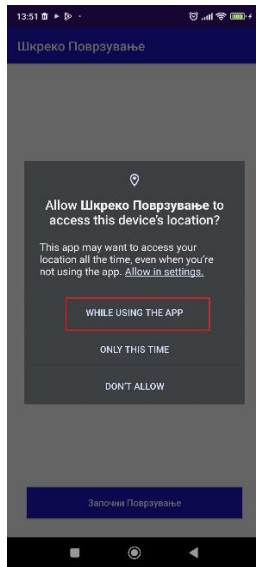 13:51
Шкреко Поврзување
Allow Шкреко Поврзување to
access this device's location?
This app may want to access your
location all the time, even when you're
not using the app. Allow in settings.
WHILE USING THE APP
ONLY THIS TIME
DON'T ALLOW
Започни Поврзување